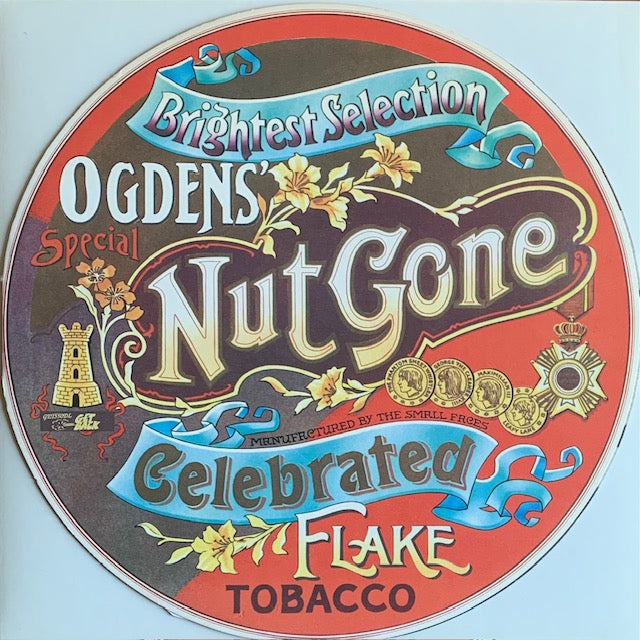 Brightest Selection
OGDENS'
Special
Nut Gone
MANUFACTURED BY THE SMALL FACES
Celebrated
FLAKE
TOBACCO